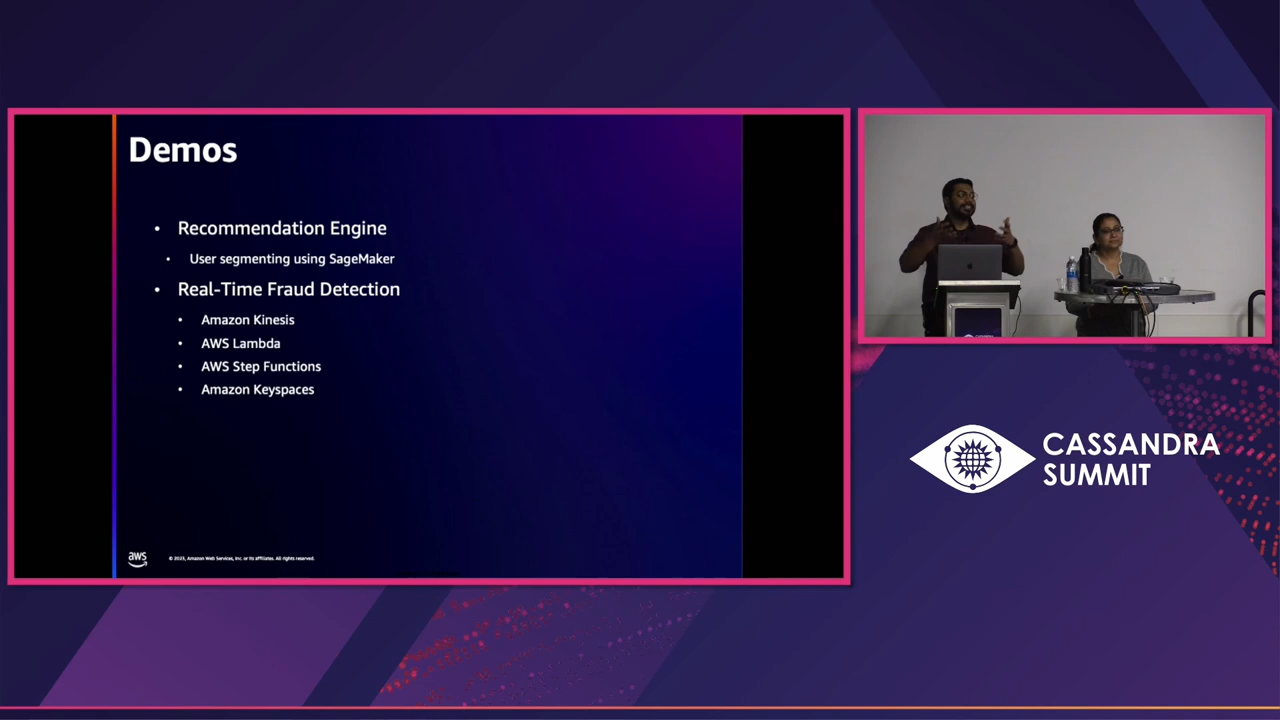 Demos
• Recommendation Engine
• User segmenting using SageMaker
• Real-Time Fraud Detection
• Amazon Kinesis
• AWS Lambda
• AWS Step Functions
• Amazon Keyspaces
aws
© 2023, Amazon Web Services, Inc. or its affiliates. All rights reserved.
CASSANDRA
SUMMIT